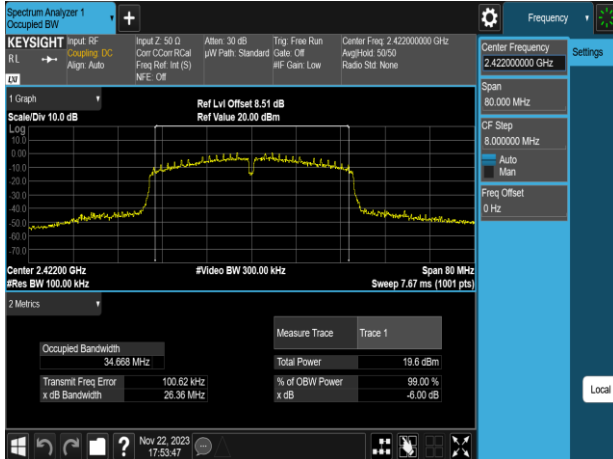 Spectrum Analyzer 1
Occupied BW
Frequency
KEYSIGHT
RL
LXI
Input: RF
Coupling: DC
Align: Auto
Input Z: 50 Ω
Corr CCorr RCal
Freq Ref: Int (S)
NFE: Off
Atten: 30 dB
µW Path: Standard
Trig: Free Run
Gate: Off
#IF Gain: Low
Center Freq: 2.422000000 GHz
Avg|Hold: 50/50
Radio Std: None
Center Frequency
2.422000000 GHz
Settings
Span
80.000 MHz
CF Step
8.000000 MHz
Auto
Man
Freq Offset
0 Hz
Local
1 Graph
Scale/Div 10.0 dB
Ref Lvl Offset 8.51 dB
Ref Value 20.00 dBm
Log
10.0
0.00
-10.0
-20.0
-30.0
-40.0
-50.0
-60.0
-70.0
Center 2.42200 GHz
#Res BW 100.00 kHz
#Video BW 300.00 kHz
Span 80 MHz
Sweep 7.67 ms (1001 pts)
2 Metrics
Measure Trace
Trace 1
Occupied Bandwidth
34.668 MHz
Total Power
19.6 dBm
Transmit Freq Error
100.62 kHz
% of OBW Power
99.00 %
x dB Bandwidth
26.36 MHz
x dB
-6.00 dB
?
Nov 22, 2023
17:53:47